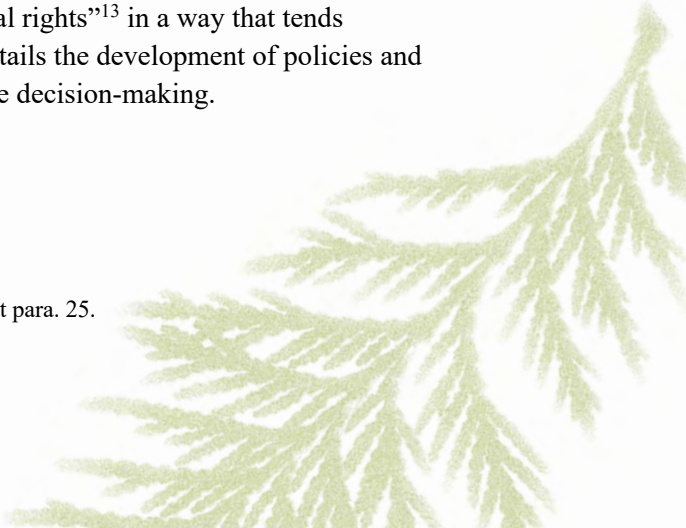 al rights”¹³ in a way that tends
tails the development of policies and
e decision-making.
t para. 25.